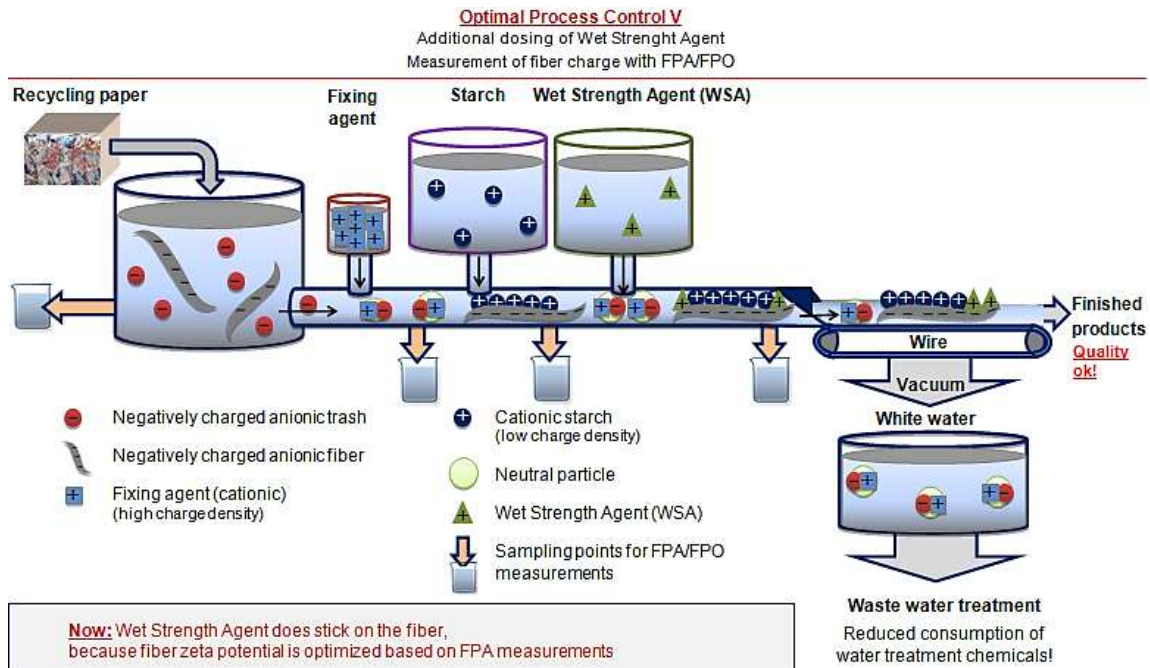 Optimal Process Control V
Additional dosing of Wet Strenght Agent
Measurement of fiber charge with FPA/FPO
Recycling paper
Fixing
agent
Starch
Wet Strength Agent (WSA)
Finished
products
Quality
ok!
Wire
Vacuum
White water
Negatively charged anionic trash
Negatively charged anionic fiber
Fixing agent (cationic)
(high charge density)
Cationic starch
(low charge density)
Neutral particle
Wet Strength Agent (WSA)
Sampling points for FPA/FPO
measurements
Waste water treatment
Reduced consumption of
water treatment chemicals!
Now: Wet Strength Agent does stick on the fiber,
because fiber zeta potential is optimized based on FPA measurements